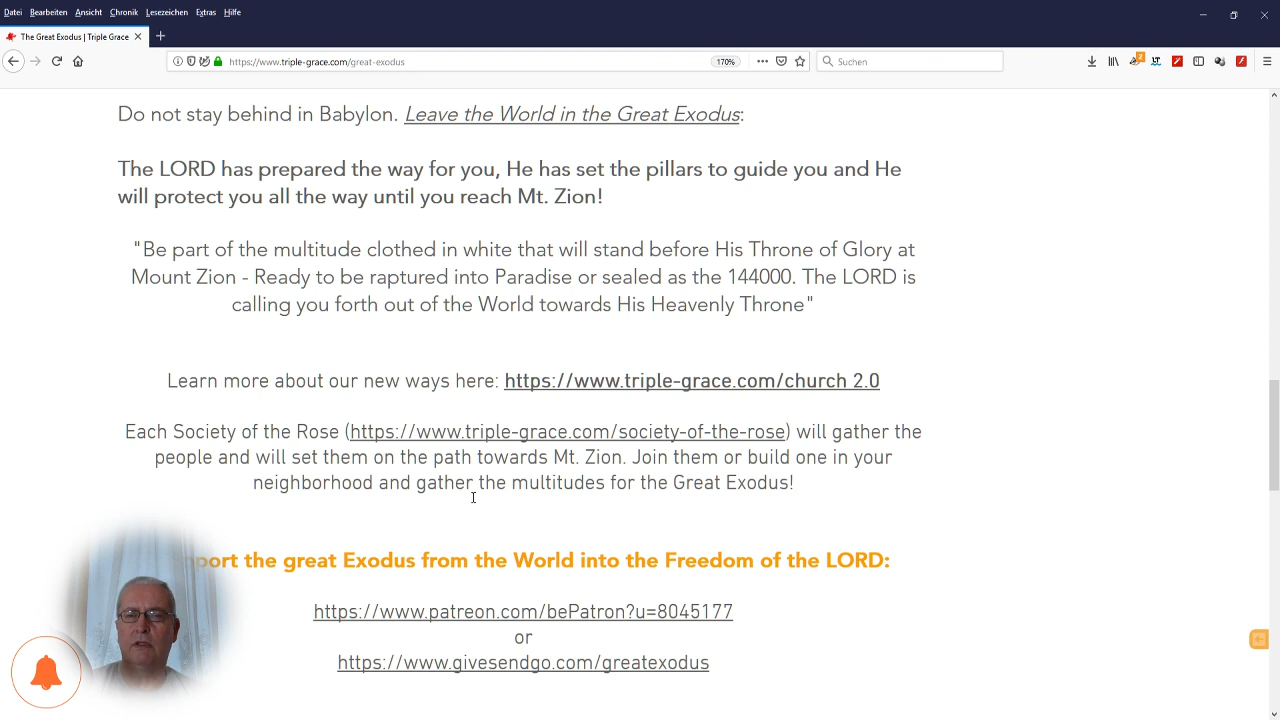 Datei Bearbeiten Ansicht Chronik Lesezeichen Extras Hilfe
The Great Exodus | Triple Grace
https://www.triple-grace.com/great-exodus 170% Suchen
Do not stay behind in Babylon. Leave the World in the Great Exodus:
The LORD has prepared the way for you, He has set the pillars to guide you and He
will protect you all the way until you reach Mt. Zion!
"Be part of the multitude clothed in white that will stand before His Throne of Glory at
Mount Zion - Ready to be raptured into Paradise or sealed as the 144000. The LORD is
calling you forth out of the World towards His Heavenly Throne"
Learn more about our new ways here: https://www.triple-grace.com/church 2.0
Each Society of the Rose (https://www.triple-grace.com/society-of-the-rose) will gather the
people and will set them on the path towards Mt. Zion. Join them or build one in your
neighborhood and gather the multitudes for the Great Exodus!
port the great Exodus from the World into the Freedom of the LORD:
https://www.patreon.com/bePatron?u=8045177
or
https://www.givesendgo.com/greatexodus